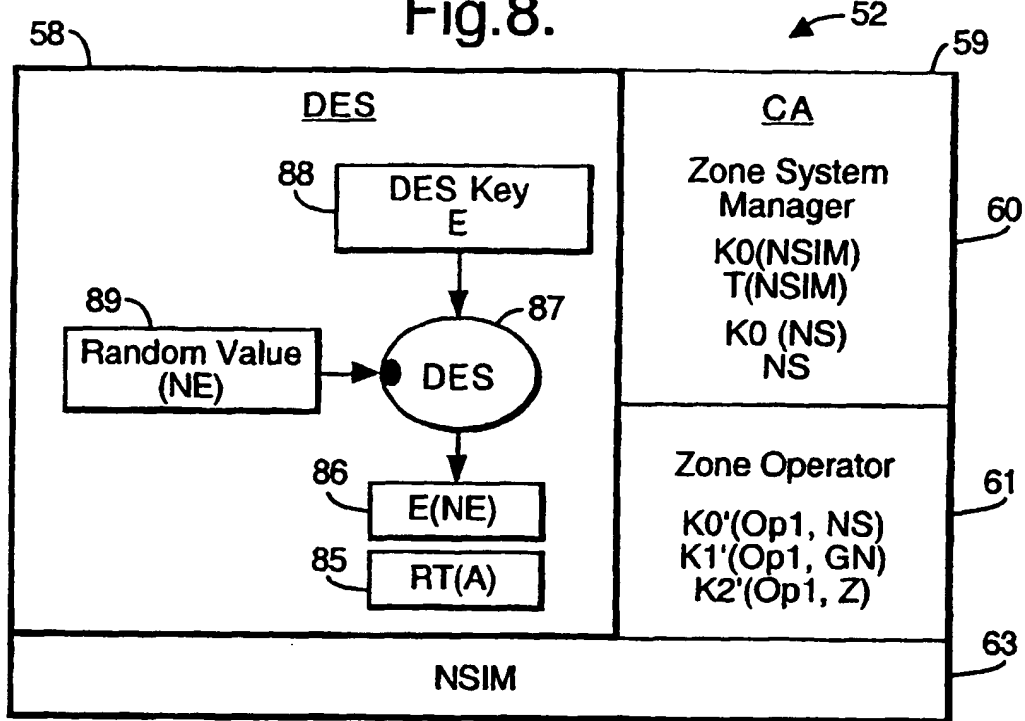 Fig.8.
52
58
59
DES
CA
88
DES Key
E
Zone System
Manager
60
K0(NSIM)
T(NSIM)
K0 (NS)
NS
89
Random Value
(NE)
87
DES
86
E(NE)
85
RT(A)
Zone Operator
61
K0'(Op1, NS)
K1'(Op1, GN)
K2'(Op1, Z)
63
NSIM